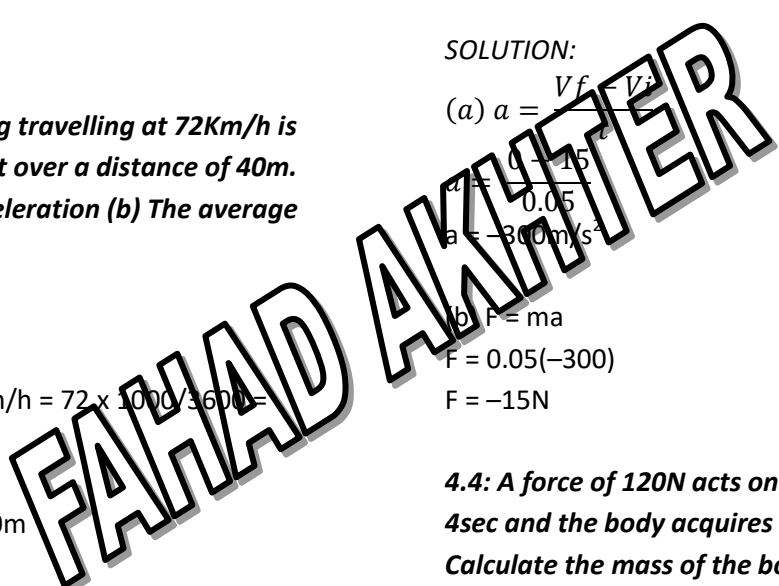 g travelling at 72Km/h is
t over a distance of 40m.
eleration (b) The average
/h = 72 x 1000/3600 =
m
SOLUTION:
(a) a = Vf – Vi / t
a = 0 – 15 / 0.05
a = –300m/s²
(b) F = ma
F = 0.05(–300)
F = –15N
4.4: A force of 120N acts on
4sec and the body acquires
Calculate the mass of the bo
FAHAD AKHTER